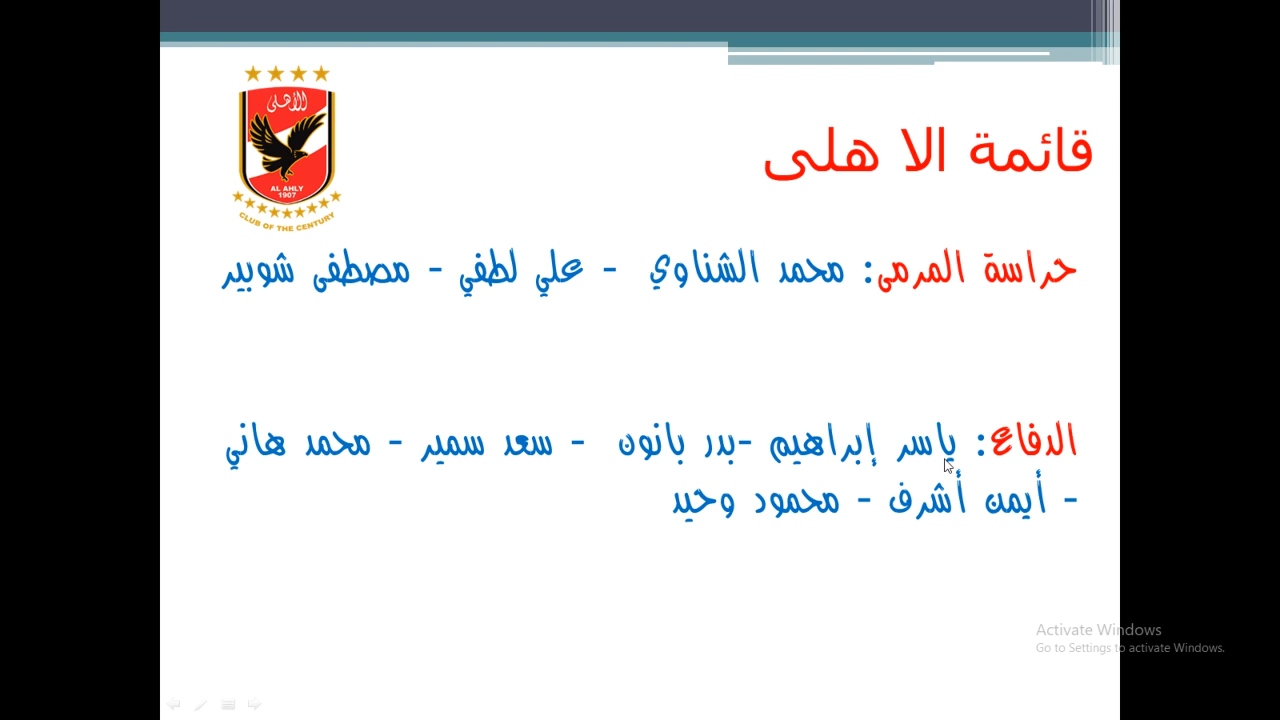 الأهلى
AL AHLY
1907
CLUB OF THE CENTURY
قائمة الا هلى
حراسة المرمى: محمد الشناوي - علي لطفي - مصطفى شوبير
الدفاع: ياسر إبراهيم -بدر بانون - سعد سمير - محمد هاني
- أيمن أشرف - محمود وحيد
Activate Windows
Go to Settings to activate Windows.